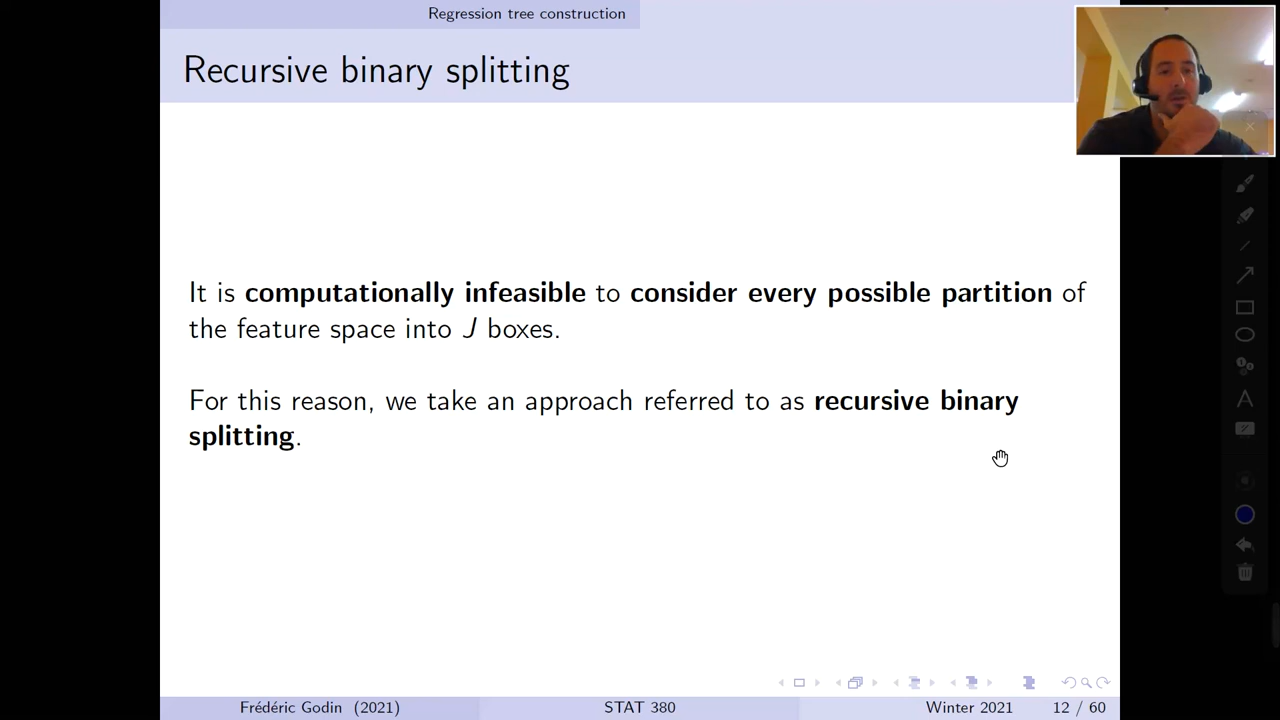 Regression tree construction
Recursive binary splitting
It is computationally infeasible to consider every possible partition of
the feature space into J boxes.
For this reason, we take an approach referred to as recursive binary
splitting.
Frédéric Godin (2021) STAT 380 Winter 2021 12 / 60